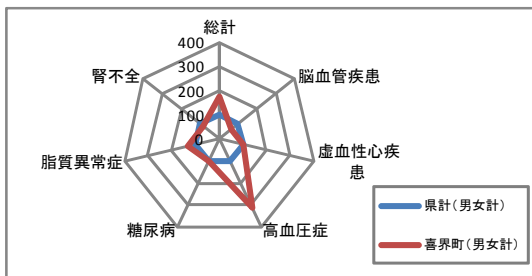 総計
400
300
200
100
0
脳血管疾患
虚血性心疾
患
高血圧症
糖尿病
脂質異常症
腎不全
県計(男女計)
喜界町(男女計)